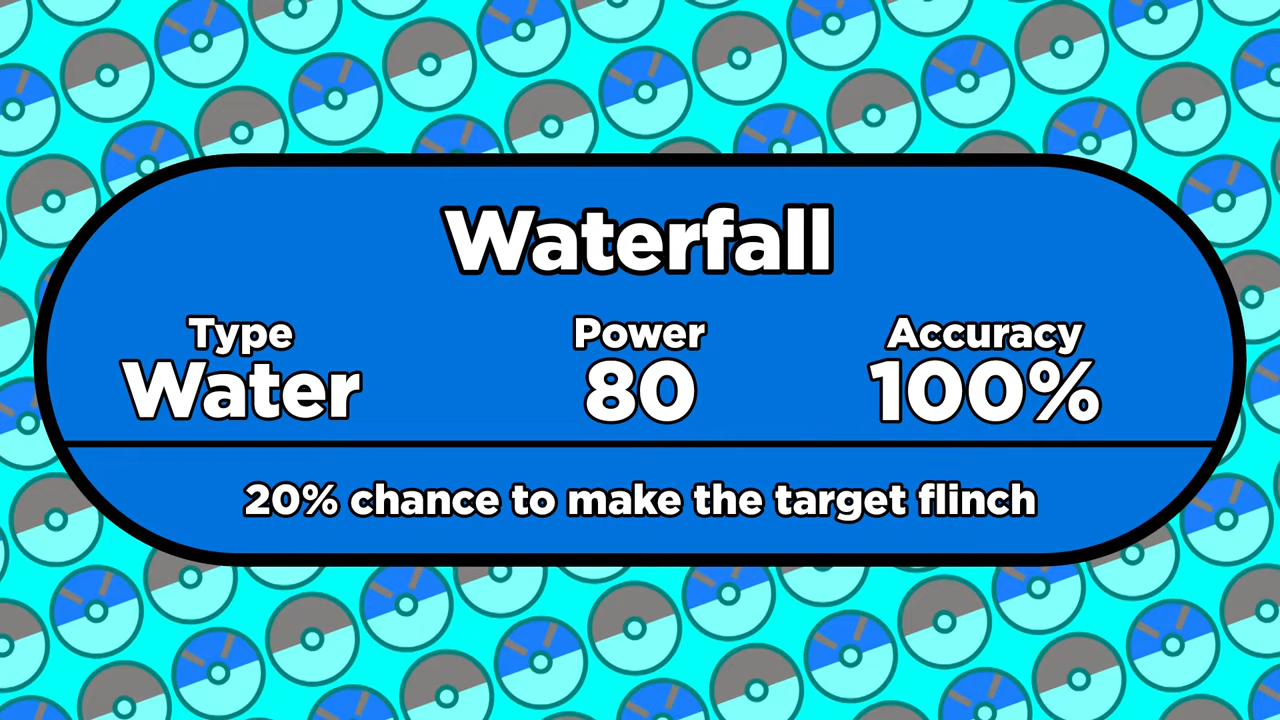 Waterfall
Type Power Accuracy
Water 80 100%
20% chance to make the target flinch